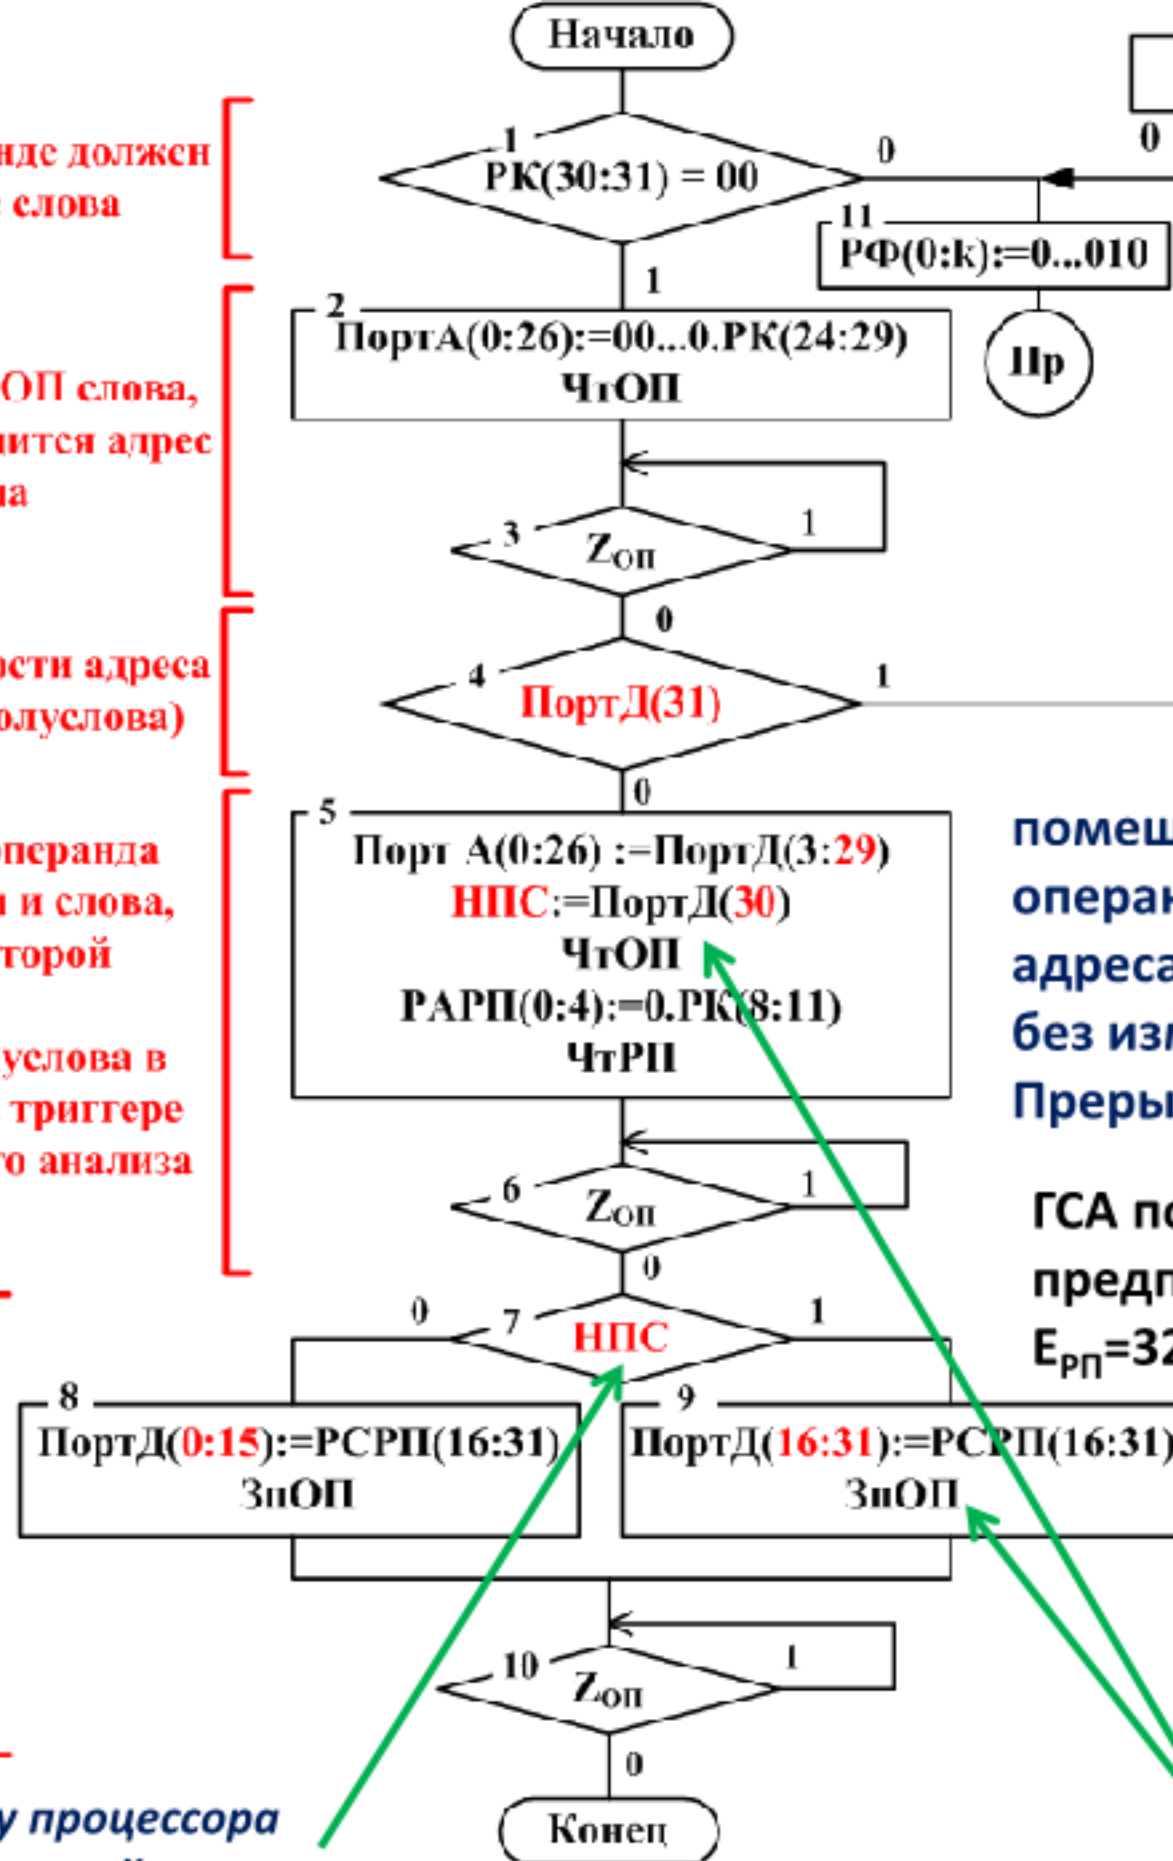 Начало
нде должен
слова
1
РК(30:31) = 00
0
0
11
РФ(0:k):=0...010
Пр
1
2
ПортА(0:26):=00...0.РК(24:29)
ЧтОП
ОП слова,
ится адрес
на
3
Zоп
1
0
ости адреса
олуслова)
4
ПортД(31)
1
0
5
Порт А(0:26) :=ПортД(3:29)
НПС:=ПортД(30)
ЧтОП
РАРП(0:4):=0.РК(8:11)
ЧтРП
операнда
и слова,
торой
услова в
триггере
го анализа
помещ
операн
адреса
без изм
Преры
6
Zоп
1
0
ГСА по
предп
EРП=32
0
7
НПС
1
8
ПортД(0:15):=РСРП(16:31)
ЗпОП
9
ПортД(16:31):=РСРП(16:31)
ЗпОП
10
Zоп
1
0
Конец
у процессора